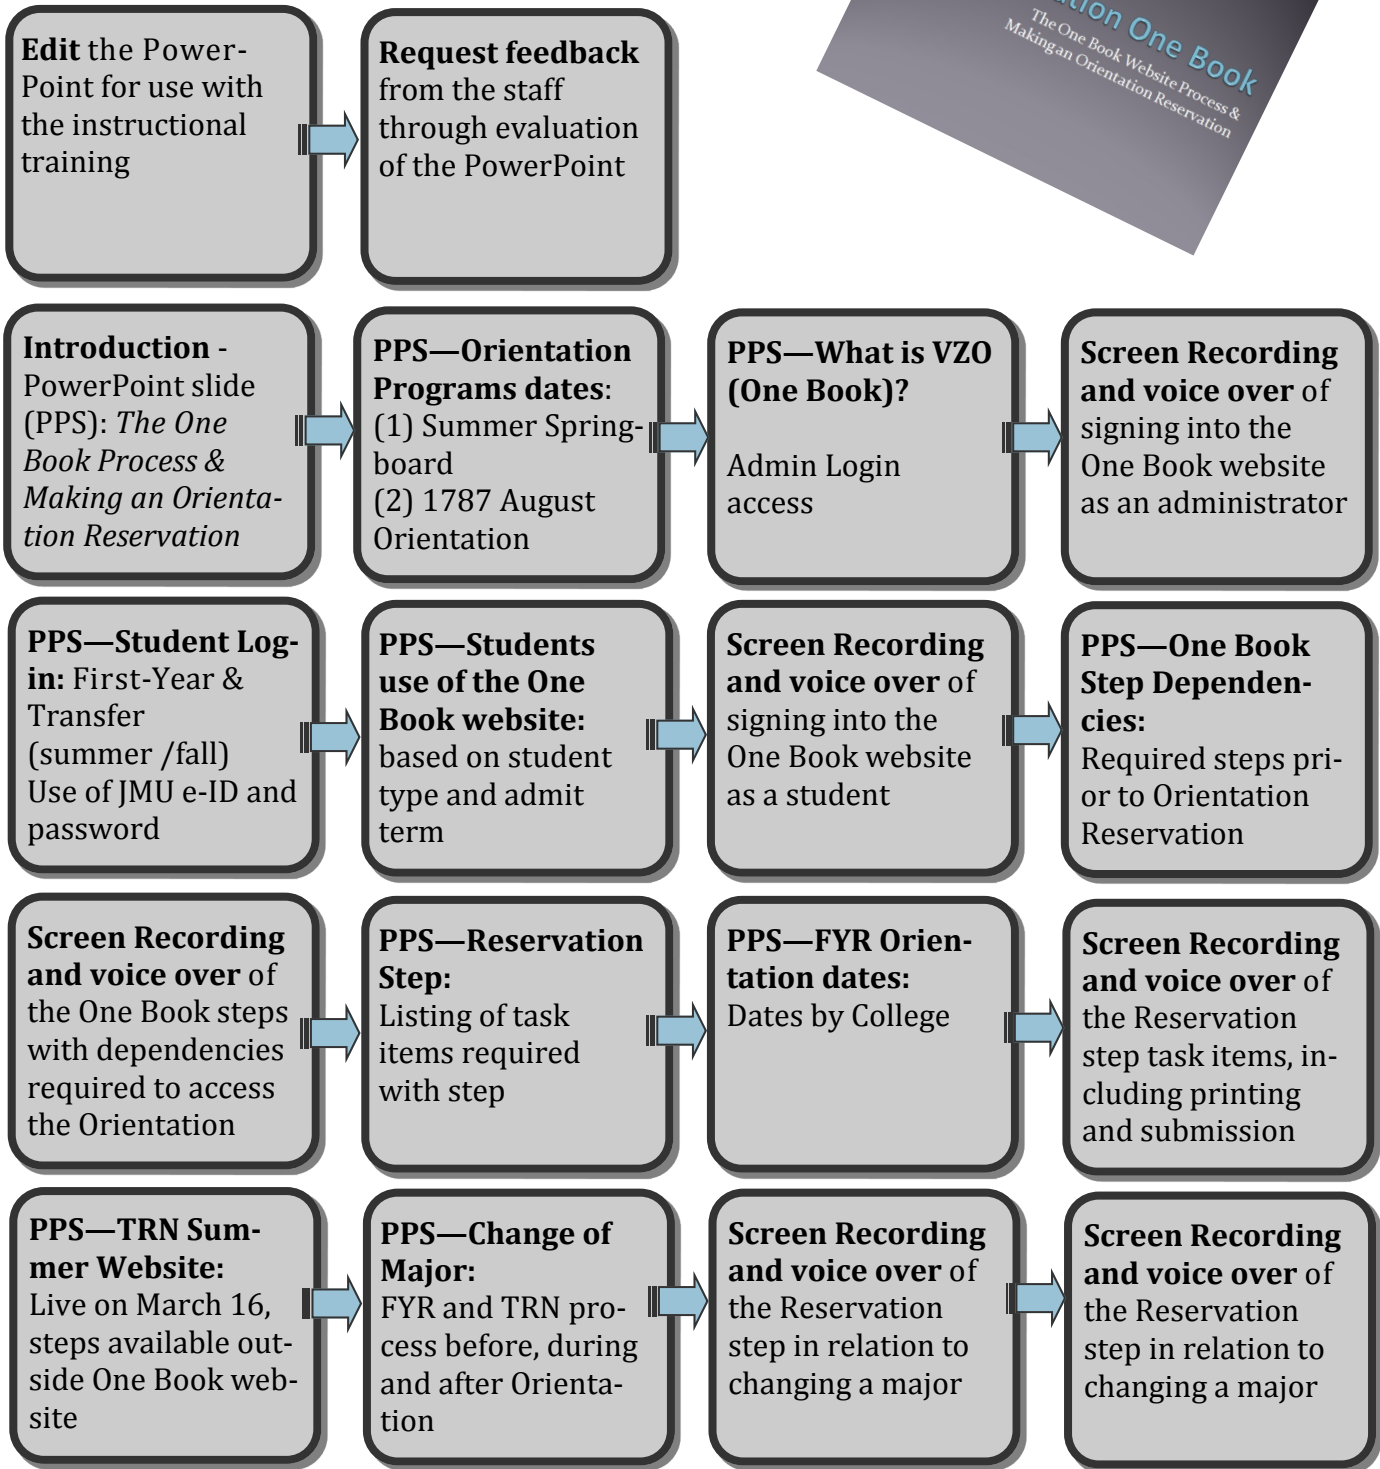 Edit the Power-
Point for use with
the instructional
training
Request feedback
from the staff
through evaluation
of the PowerPoint
One Book
The One Book Website Process &
Making an Orientation Reservation
Introduction -
PowerPoint slide
(PPS): The One
Book Process &
Making an Orienta-
tion Reservation
PPS—Orientation
Programs dates:
(1) Summer Spring-
board
(2) 1787 August
Orientation
PPS—What is VZO
(One Book)?
Admin Login
access
Screen Recording
and voice over of
signing into the
One Book website
as an administrator
PPS—Student Log-
in: First-Year &
Transfer
(summer /fall)
Use of JMU e-ID and
password
PPS—Students
use of the One
Book website:
based on student
type and admit
term
Screen Recording
and voice over of
signing into the
One Book website
as a student
PPS—One Book
Step Dependen-
cies:
Required steps pri-
or to Orientation
Reservation
Screen Recording
and voice over of
the One Book steps
with dependencies
required to access
the Orientation
PPS—Reservation
Step:
Listing of task
items required
with step
PPS—FYR Orien-
tation dates:
Dates by College
Screen Recording
and voice over of
the Reservation
step task items, in-
cluding printing
and submission
PPS—TRN Sum-
mer Website:
Live on March 16,
steps available out-
side One Book web-
site
PPS—Change of
Major:
FYR and TRN pro-
cess before, during
and after Orienta-
tion
Screen Recording
and voice over of
the Reservation
step in relation to
changing a major
Screen Recording
and voice over of
the Reservation
step in relation to
changing a major